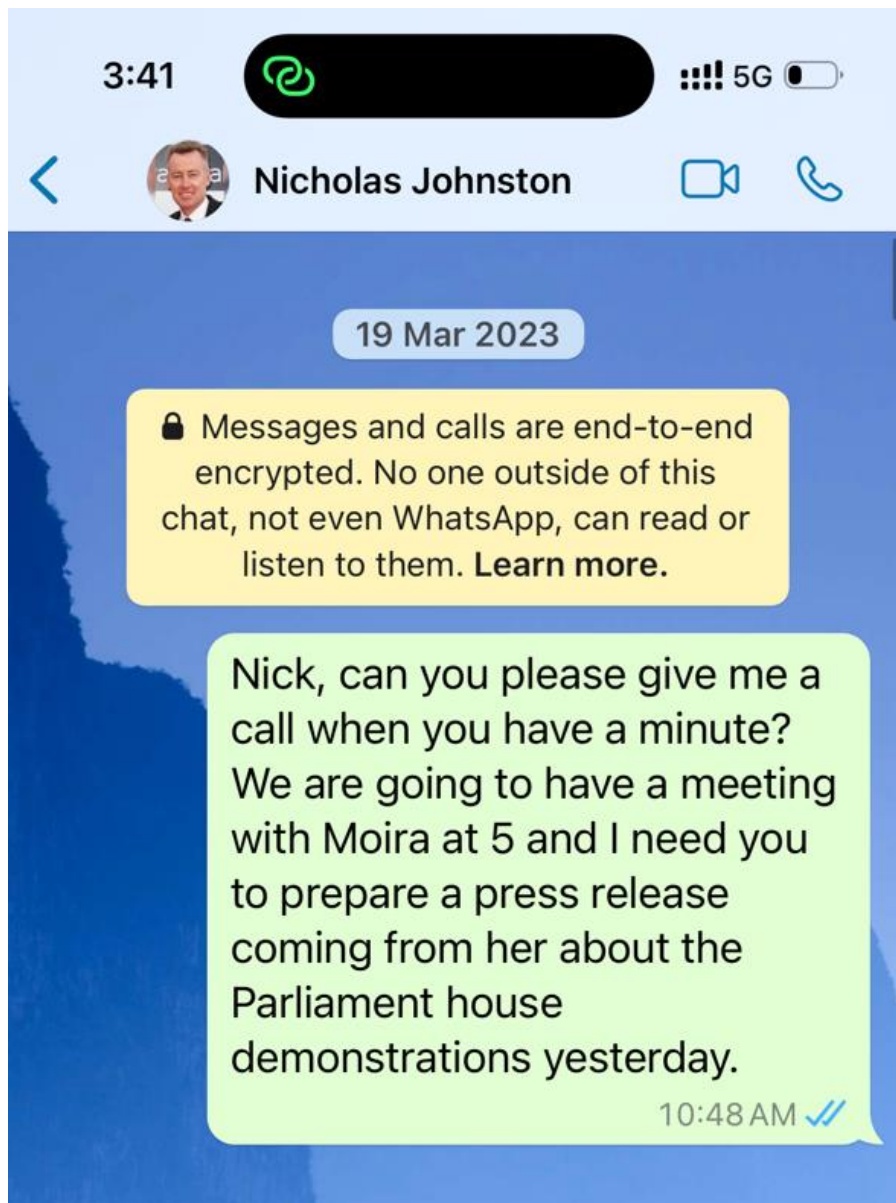 3:41
5G
Nicholas Johnston
19 Mar 2023
Messages and calls are end-to-end
encrypted. No one outside of this
chat, not even WhatsApp, can read or
listen to them. Learn more.
Nick, can you please give me a
call when you have a minute?
We are going to have a meeting
with Moira at 5 and I need you
to prepare a press release
coming from her about the
Parliament house
demonstrations yesterday.
10:48 AM